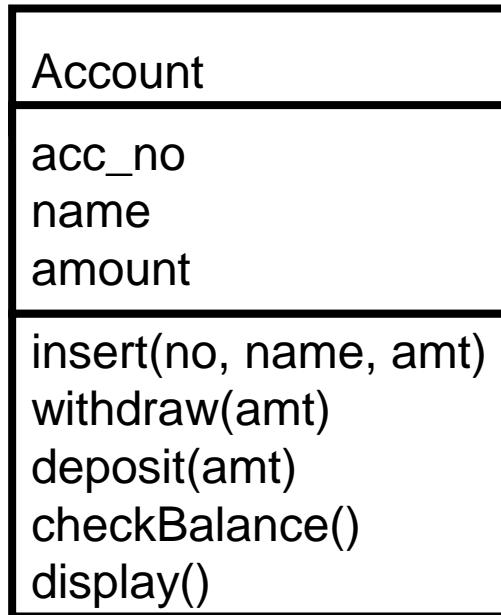 Account
acc_no
name
amount
insert(no, name, amt)
withdraw(amt)
deposit(amt)
checkBalance()
display()